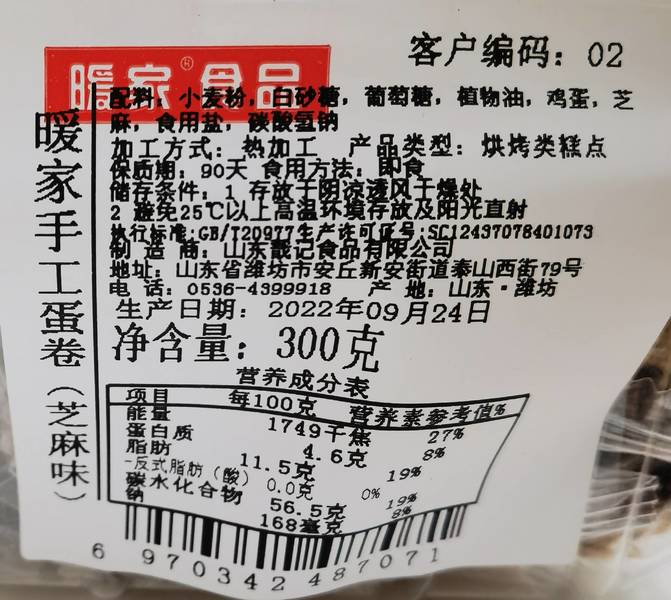 客户编码：02
暖家®食品
暖家手工蛋卷（芝麻味）
配料：小麦粉，白砂糖，葡萄糖，植物油，鸡蛋，芝
麻，食用盐，碳酸氢钠
加工方式：热加工 产品类型：烘烤类糕点
保质期：90天 食用方法：即食
储存条件：1 存放于阴凉透风干燥处
2 避免25℃以上高温环境存放及阳光直射
执行标准:GB/T20977生产许可证号:SC12437078401073
制造商：山东靓记食品有限公司
地址：山东省潍坊市安丘新安街道泰山西街79号
电话：0536-4399918 产地：山东·潍坊
生产日期：2022年09月24日
净含量：300克
营养成分表
项目 每100克 营养素参考值%
能量 1749千焦 27%
蛋白质 4.6克 8%
脂肪 11.5克 19%
-反式脂肪（酸） 0.0克 0%
碳水化合物 56.5克 19%
钠 168毫克 8%
6 970342 487071